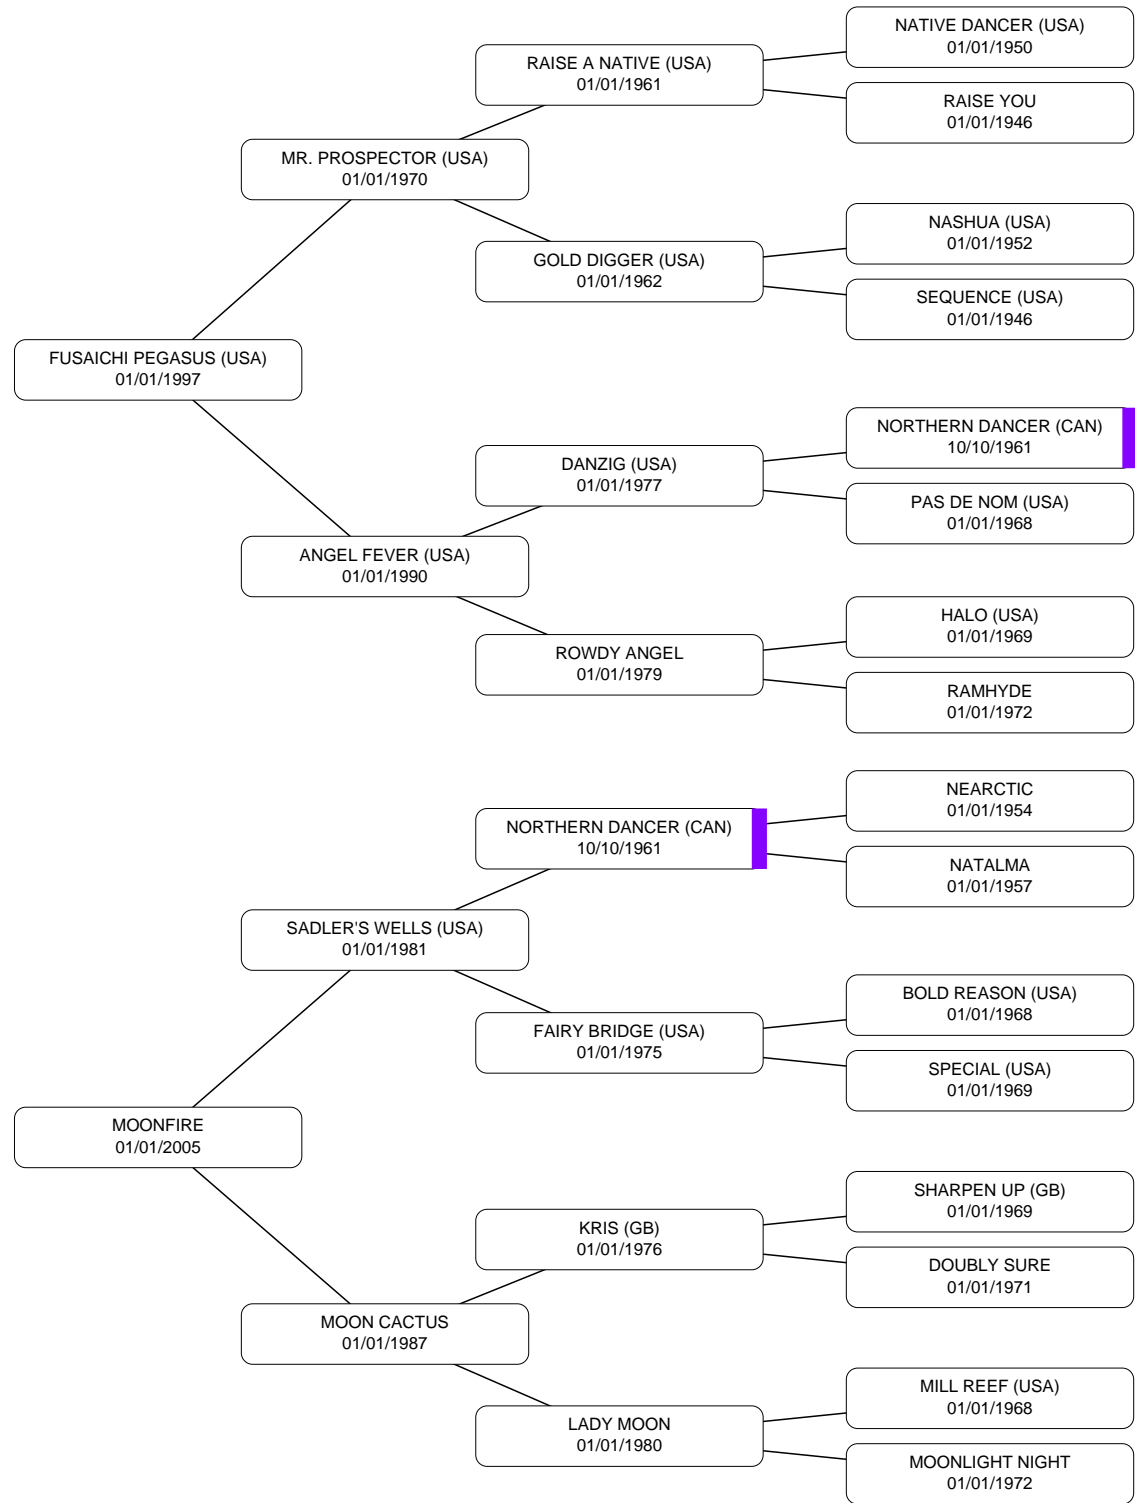 NATIVE DANCER (USA)
01/01/1950
RAISE A NATIVE (USA)
01/01/1961
RAISE YOU
01/01/1946
MR. PROSPECTOR (USA)
01/01/1970
NASHUA (USA)
01/01/1952
GOLD DIGGER (USA)
01/01/1962
SEQUENCE (USA)
01/01/1946
FUSAICHI PEGASUS (USA)
01/01/1997
NORTHERN DANCER (CAN)
10/10/1961
DANZIG (USA)
01/01/1977
PAS DE NOM (USA)
01/01/1968
ANGEL FEVER (USA)
01/01/1990
HALO (USA)
01/01/1969
ROWDY ANGEL
01/01/1979
RAMHYDE
01/01/1972
NEARCTIC
01/01/1954
NORTHERN DANCER (CAN)
10/10/1961
NATALMA
01/01/1957
SADLER'S WELLS (USA)
01/01/1981
BOLD REASON (USA)
01/01/1968
FAIRY BRIDGE (USA)
01/01/1975
SPECIAL (USA)
01/01/1969
MOONFIRE
01/01/2005
SHARPEN UP (GB)
01/01/1969
KRIS (GB)
01/01/1976
DOUBLY SURE
01/01/1971
MOON CACTUS
01/01/1987
MILL REEF (USA)
01/01/1968
LADY MOON
01/01/1980
MOONLIGHT NIGHT
01/01/1972